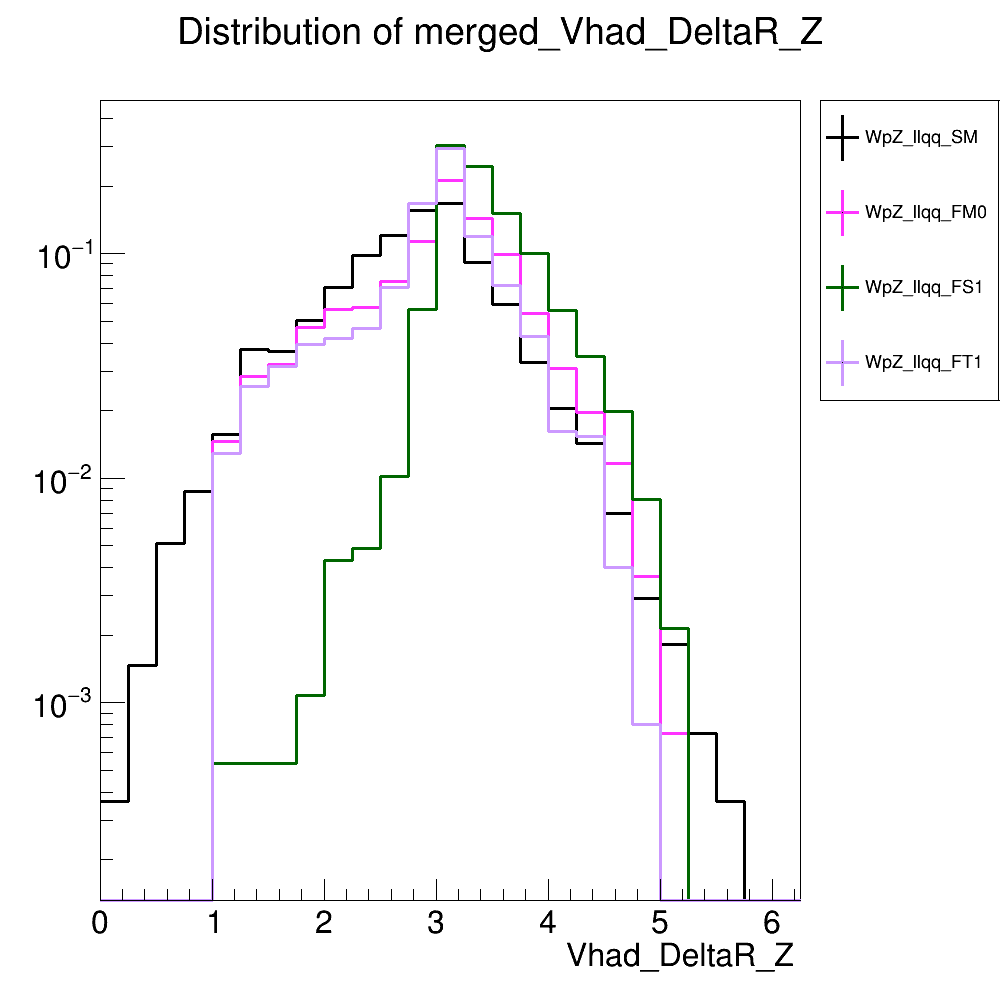 Distribution of merged_Vhad_DeltaR_Z
WpZ_llqq_SM
WpZ_llqq_FM0
WpZ_llqq_FS1
WpZ_llqq_FT1
10−1
10−2
10−3
0 1 2 3 4 5 6
Vhad_DeltaR_Z